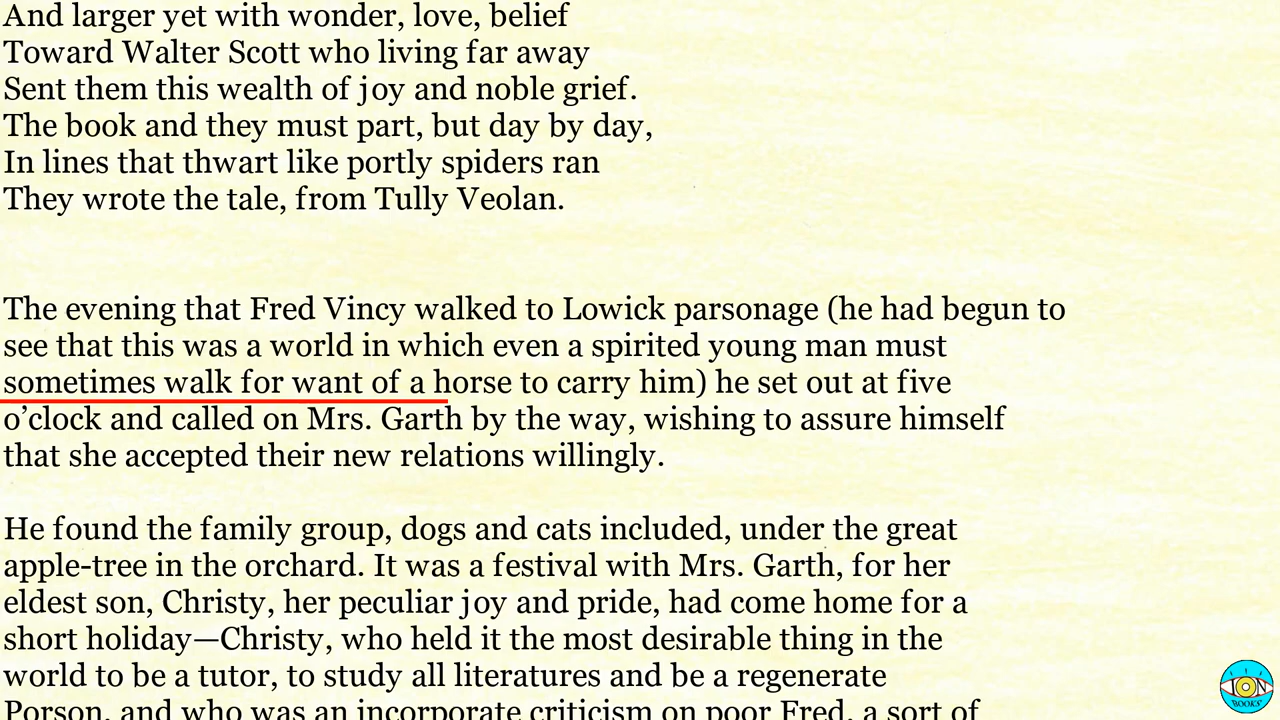 And larger yet with wonder, love, belief
Toward Walter Scott who living far away
Sent them this wealth of joy and noble grief.
The book and they must part, but day by day,
In lines that thwart like portly spiders ran
They wrote the tale, from Tully Veolan.
The evening that Fred Vincy walked to Lowick parsonage (he had begun to
see that this was a world in which even a spirited young man must
sometimes walk for want of a horse to carry him) he set out at five
o’clock and called on Mrs. Garth by the way, wishing to assure himself
that she accepted their new relations willingly.
He found the family group, dogs and cats included, under the great
apple-tree in the orchard. It was a festival with Mrs. Garth, for her
eldest son, Christy, her peculiar joy and pride, had come home for a
short holiday—Christy, who held it the most desirable thing in the
world to be a tutor, to study all literatures and be a regenerate
Porson, and who was an incorporate criticism on poor Fred, a sort of
ION
BOOKS